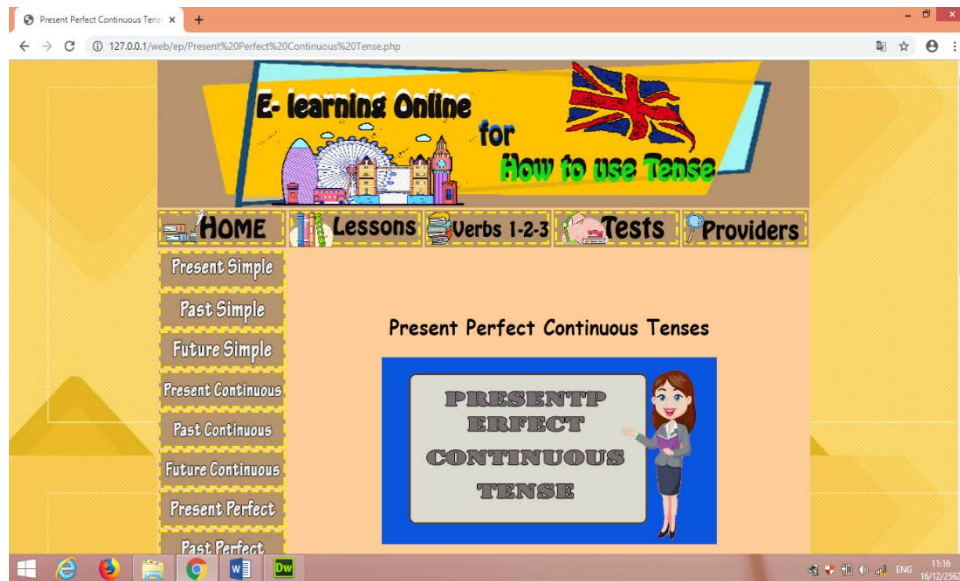 Present Perfect Continuous Tens
127.0.0.1/web/ep/Present%20Perfect%20Continuous%20Tense.php
E- learning Online
for
How to use Tense
HOME
Lessons
Verbs 1-2-3
Tests
Providers
Present Simple
Past Simple
Future Simple
Present Continuous
Past Continuous
Future Continuous
Present Perfect
Past Perfect
Present Perfect Continuous Tenses
PRESENTP
ERFECT
CONTINUOUS
TENSE
W
Dw
ENG
11:16
16/12/2562